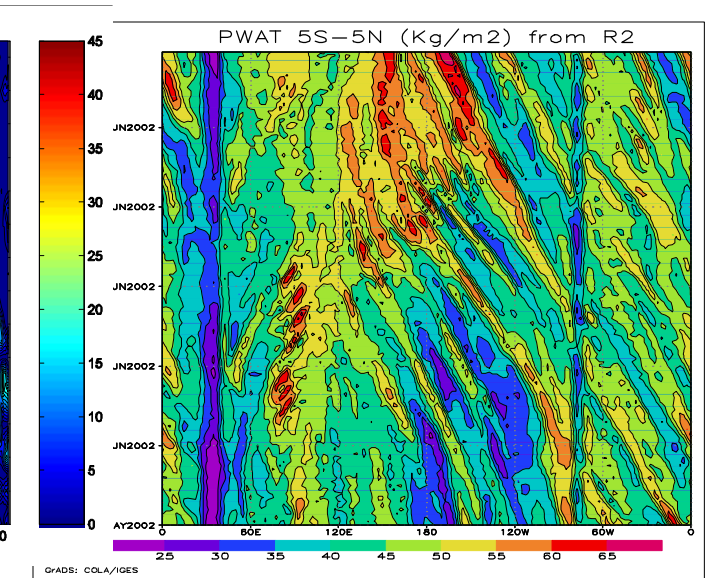 PWAT 5S-5N (Kg/m2) from R2
45
40
35
30
25
20
15
10
5
0
0
JN2002
JN2002
JN2002
JN2002
JN2002
AY2002
0 60E 120E 180 120W 60W 0
25 30 35 40 45 50 55 60 65
GrADS: COLA/IGES